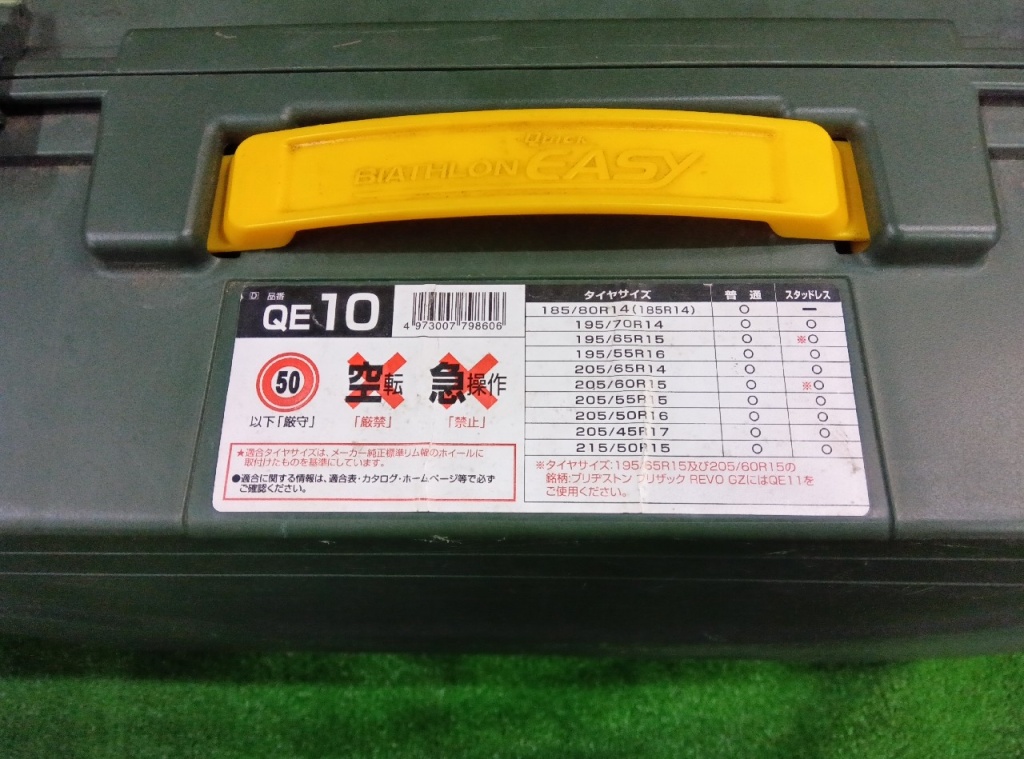 QUICK
BIATHLON EASY
D 品番
QE10
4 973007 798606
50
以下「厳守」
空転
「厳禁」
急操作
「禁止」
★適合タイヤサイズは、メーカー純正標準リム幅のホイールに
取付けたものを基準にしています。
●適合に関する情報は、適合表・カタログ・ホームページ等で必ず
ご確認ください。
タイヤサイズ 普通 スタッドレス
185/80R14(185R14) ○ ー
195/70R14 ○ ○
195/65R15 ○ ※○
195/55R16 ○ ○
205/65R14 ○ ○
205/60R15 ○ ※○
205/55R15 ○ ○
205/50R16 ○ ○
205/45R17 ○ ○
215/50R15 ○ ○
※タイヤサイズ:195/65R15及び205/60R15の
銘柄:ブリヂストン ブリザック REVO GZにはQE11を
ご使用ください。